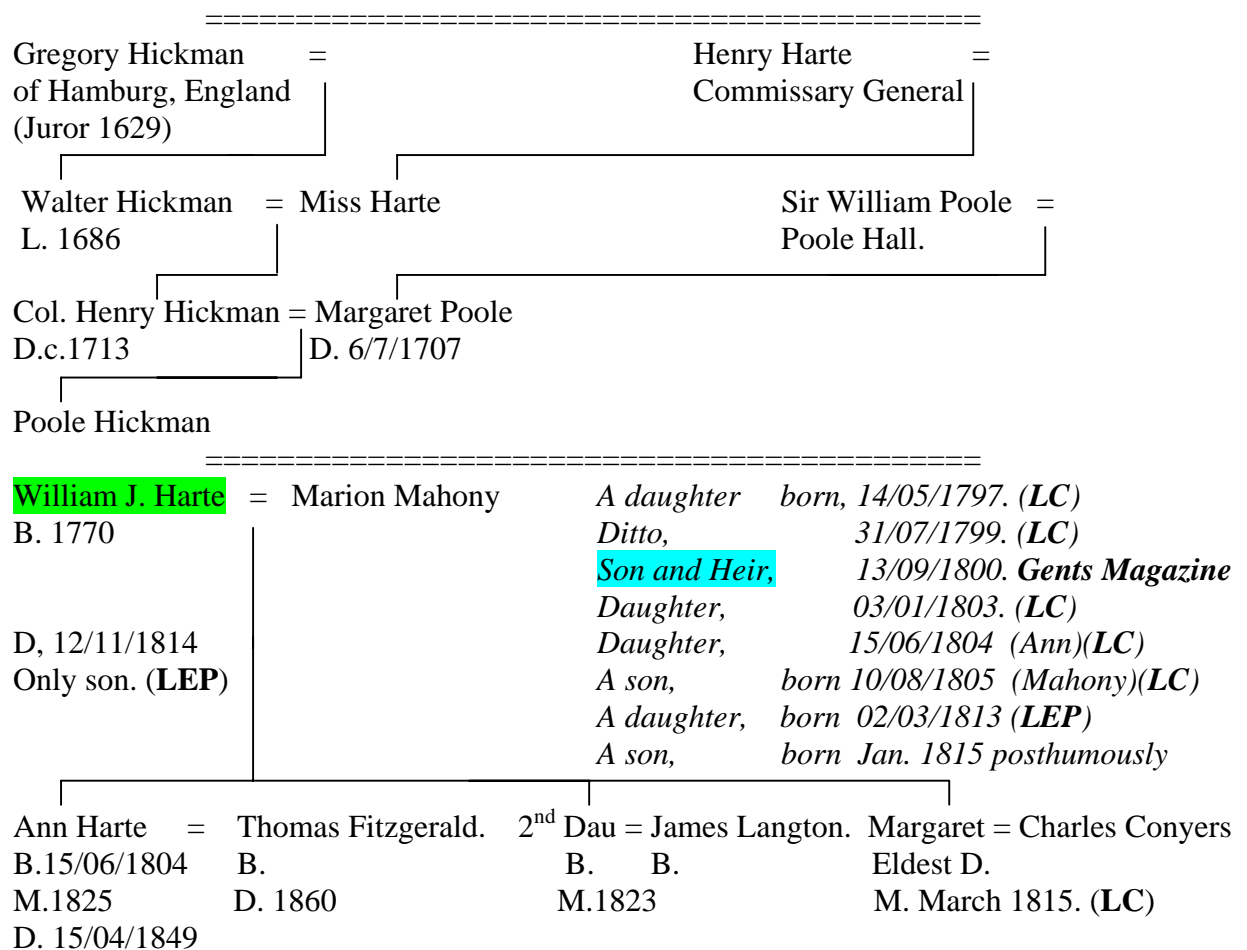 ===========================================
Gregory Hickman = Henry Harte =
of Hamburg, England Commissary General
(Juror 1629)
Walter Hickman = Miss Harte Sir William Poole =
L. 1686 Poole Hall.
Col. Henry Hickman = Margaret Poole
D.c.1713 D. 6/7/1707
Poole Hickman
===========================================
William J. Harte = Marion Mahony A daughter born, 14/05/1797. (LC)
B. 1770 Ditto, 31/07/1799. (LC)
Son and Heir, 13/09/1800. Gents Magazine
Daughter, 03/01/1803. (LC)
D, 12/11/1814 Daughter, 15/06/1804 (Ann)(LC)
Only son. (LEP) A son, born 10/08/1805 (Mahony)(LC)
A daughter, born 02/03/1813 (LEP)
A son, born Jan. 1815 posthumously
Ann Harte = Thomas Fitzgerald. 2nd Dau = James Langton. Margaret = Charles Conyers
B.15/06/1804 B. B. B. Eldest D.
M.1825 D. 1860 M.1823 M. March 1815. (LC)
D. 15/04/1849